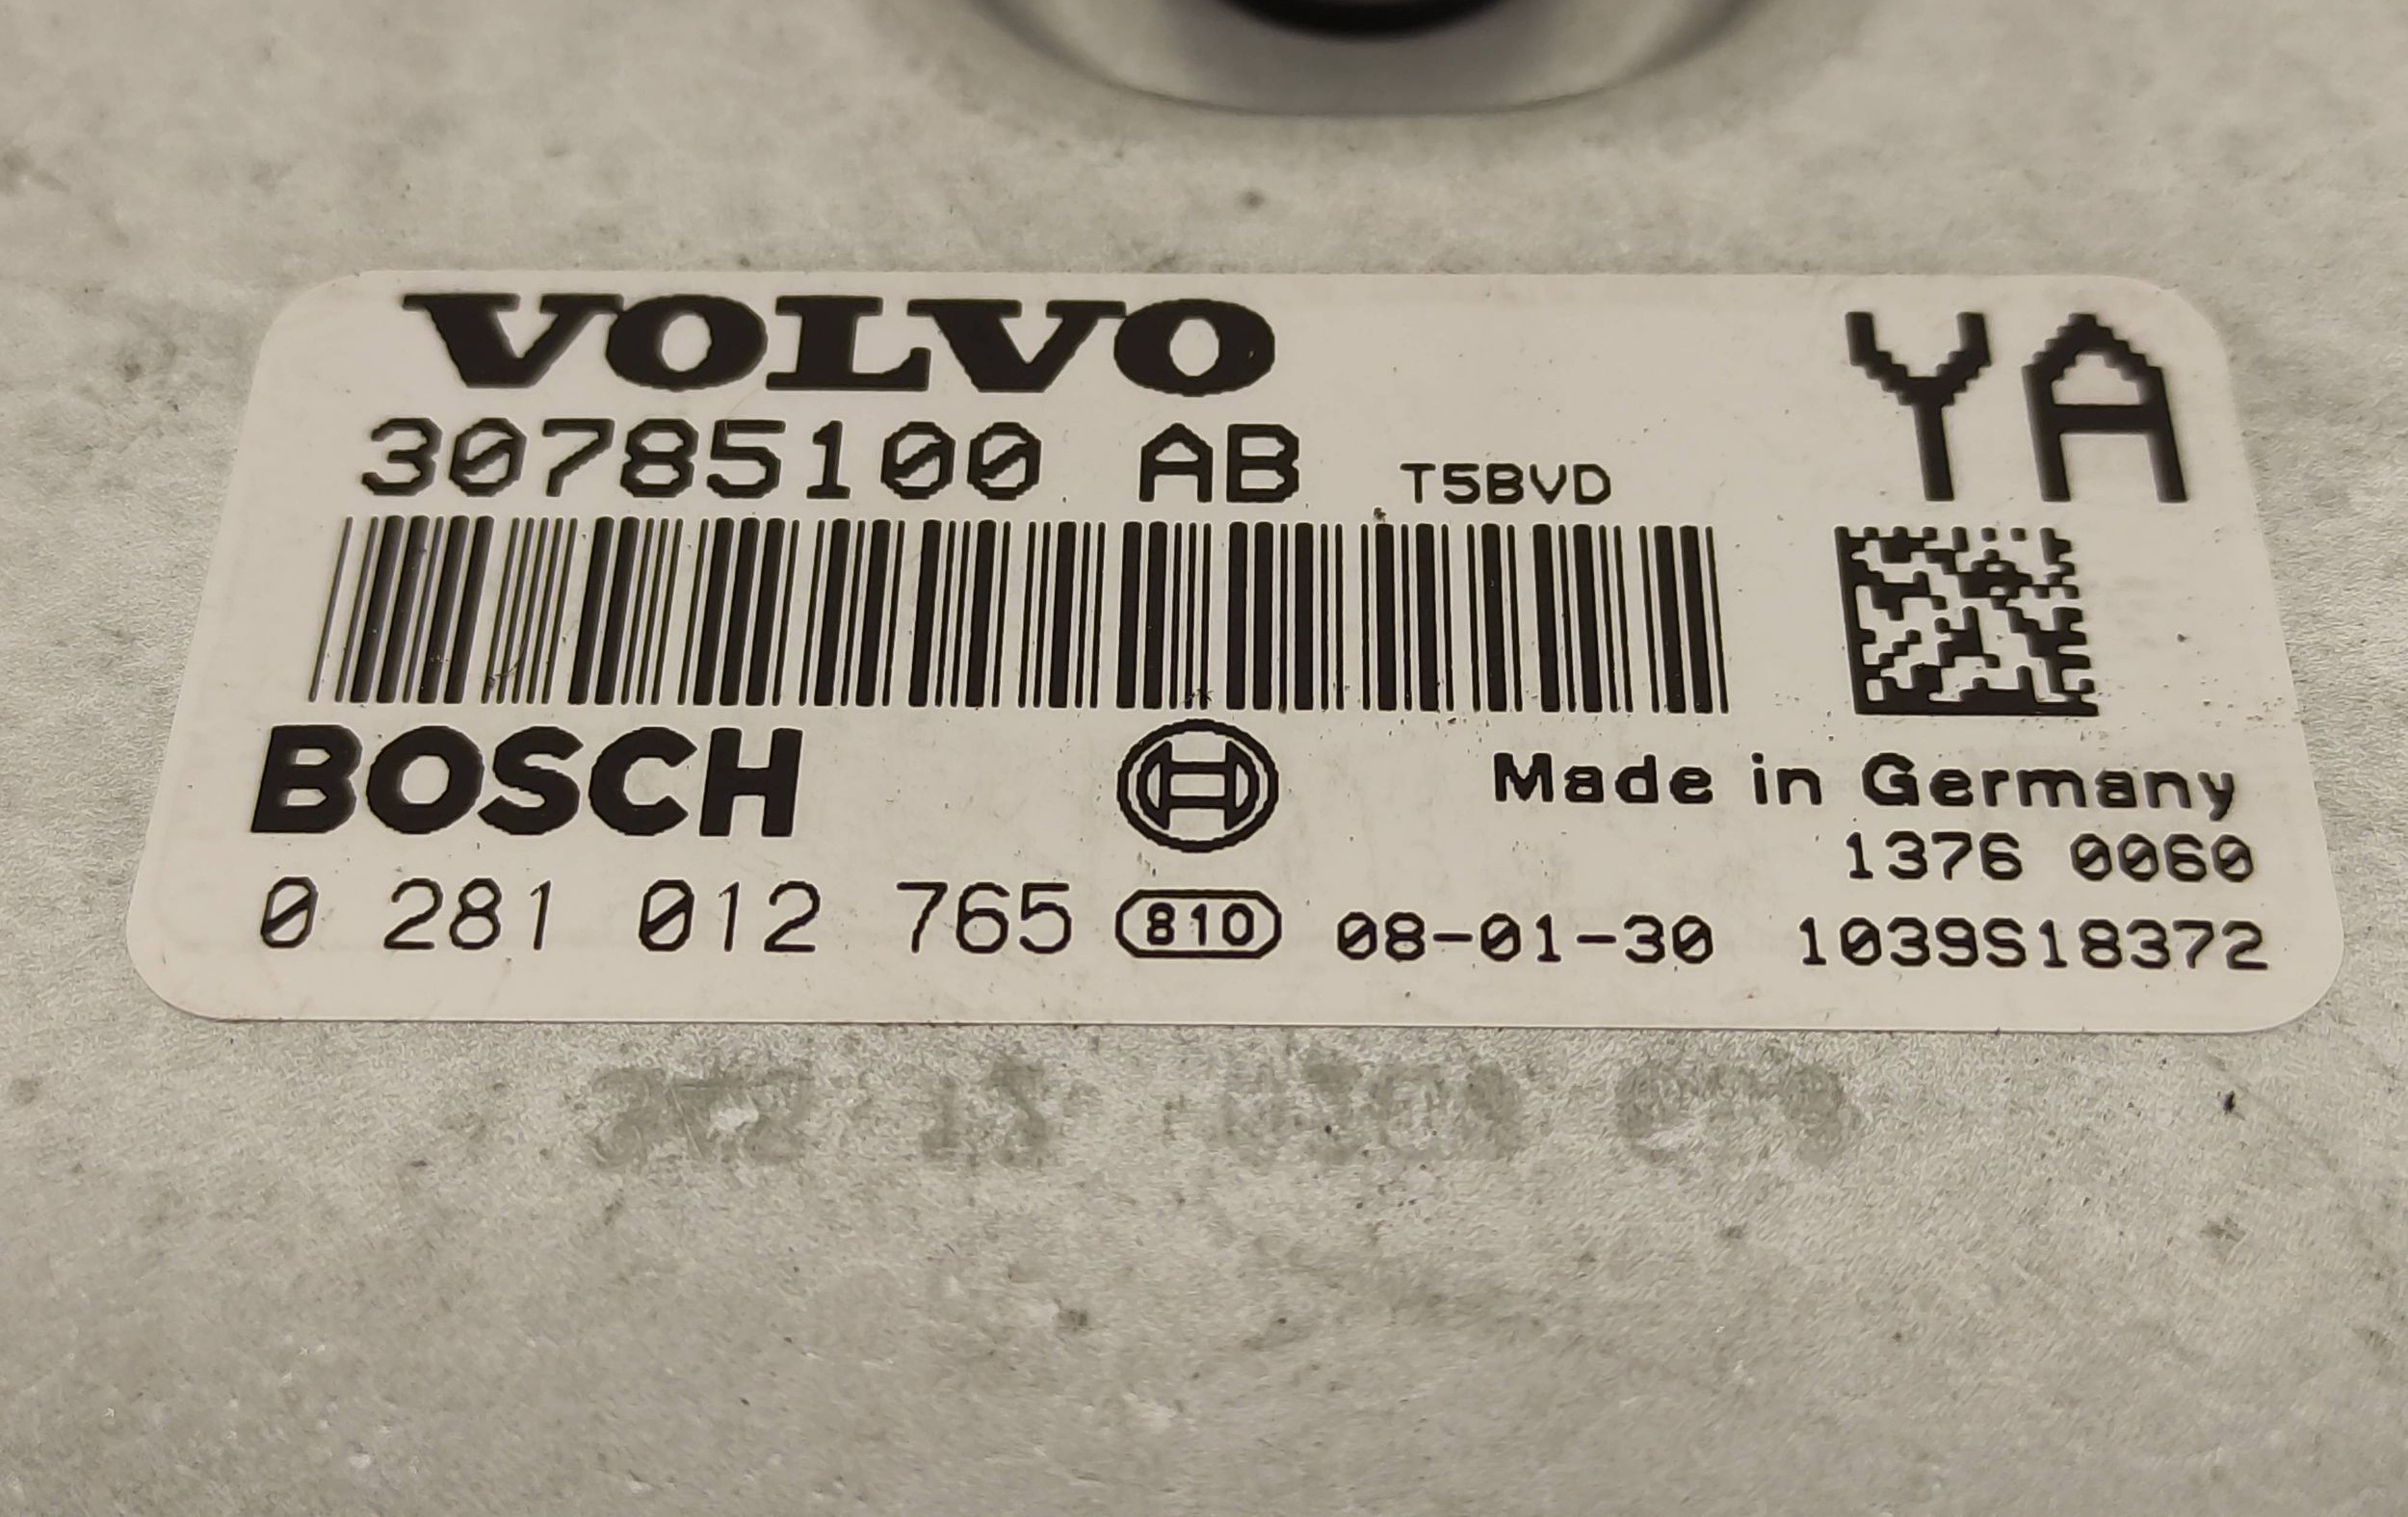 VOLVO YA
30785100 AB T5BVD
BOSCH Made in Germany
1376 0060
0 281 012 765 810 08-01-30 1039S18372